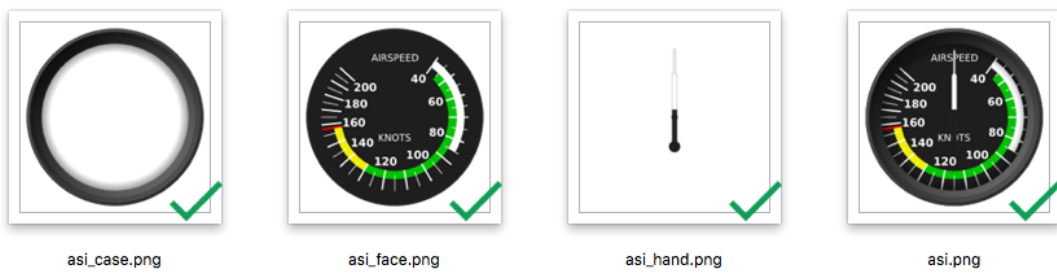 AIRSPEED
40
200
60
180
160
80
KNOTS
140
100
120
AIRSPEED
40
200
60
180
160
80
KNOTS
140
100
120
asi_case.png
asi_face.png
asi_hand.png
asi.png